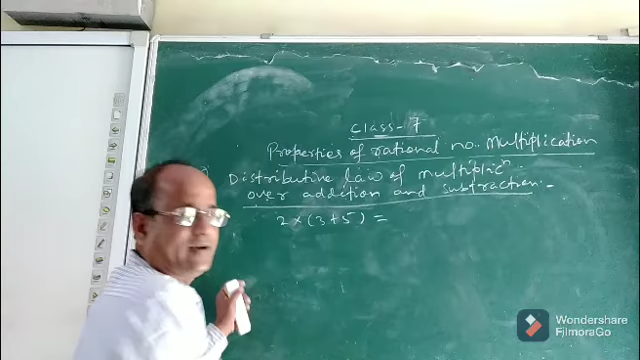 Class-7
Properties of rational no. Multiplication
Distributive law of multiplicⁿ
over addition and subtraction.-
2×(3+5) =
Wondershare
FilmoraGo